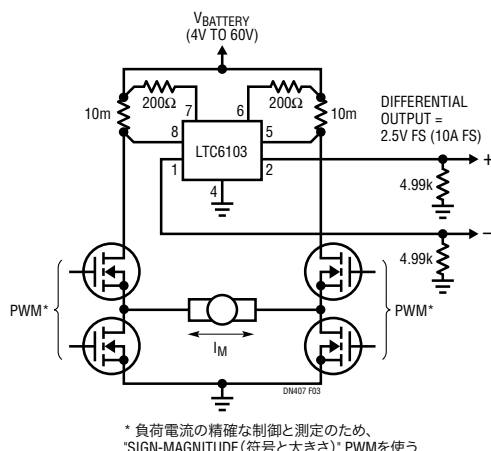 VBATTERY
(4V TO 60V)
200Ω
200Ω
10m
10m
7
6
8
5
LTC6103
1
2
4
DIFFERENTIAL
OUTPUT =
2.5V FS (10A FS)
+
4.99k
–
4.99k
PWM*
PWM*
IM
DN407 F03
* 負荷電流の精確な制御と測定のため、
"SIGN-MAGNITUDE(符号と大きさ)" PWMを使う